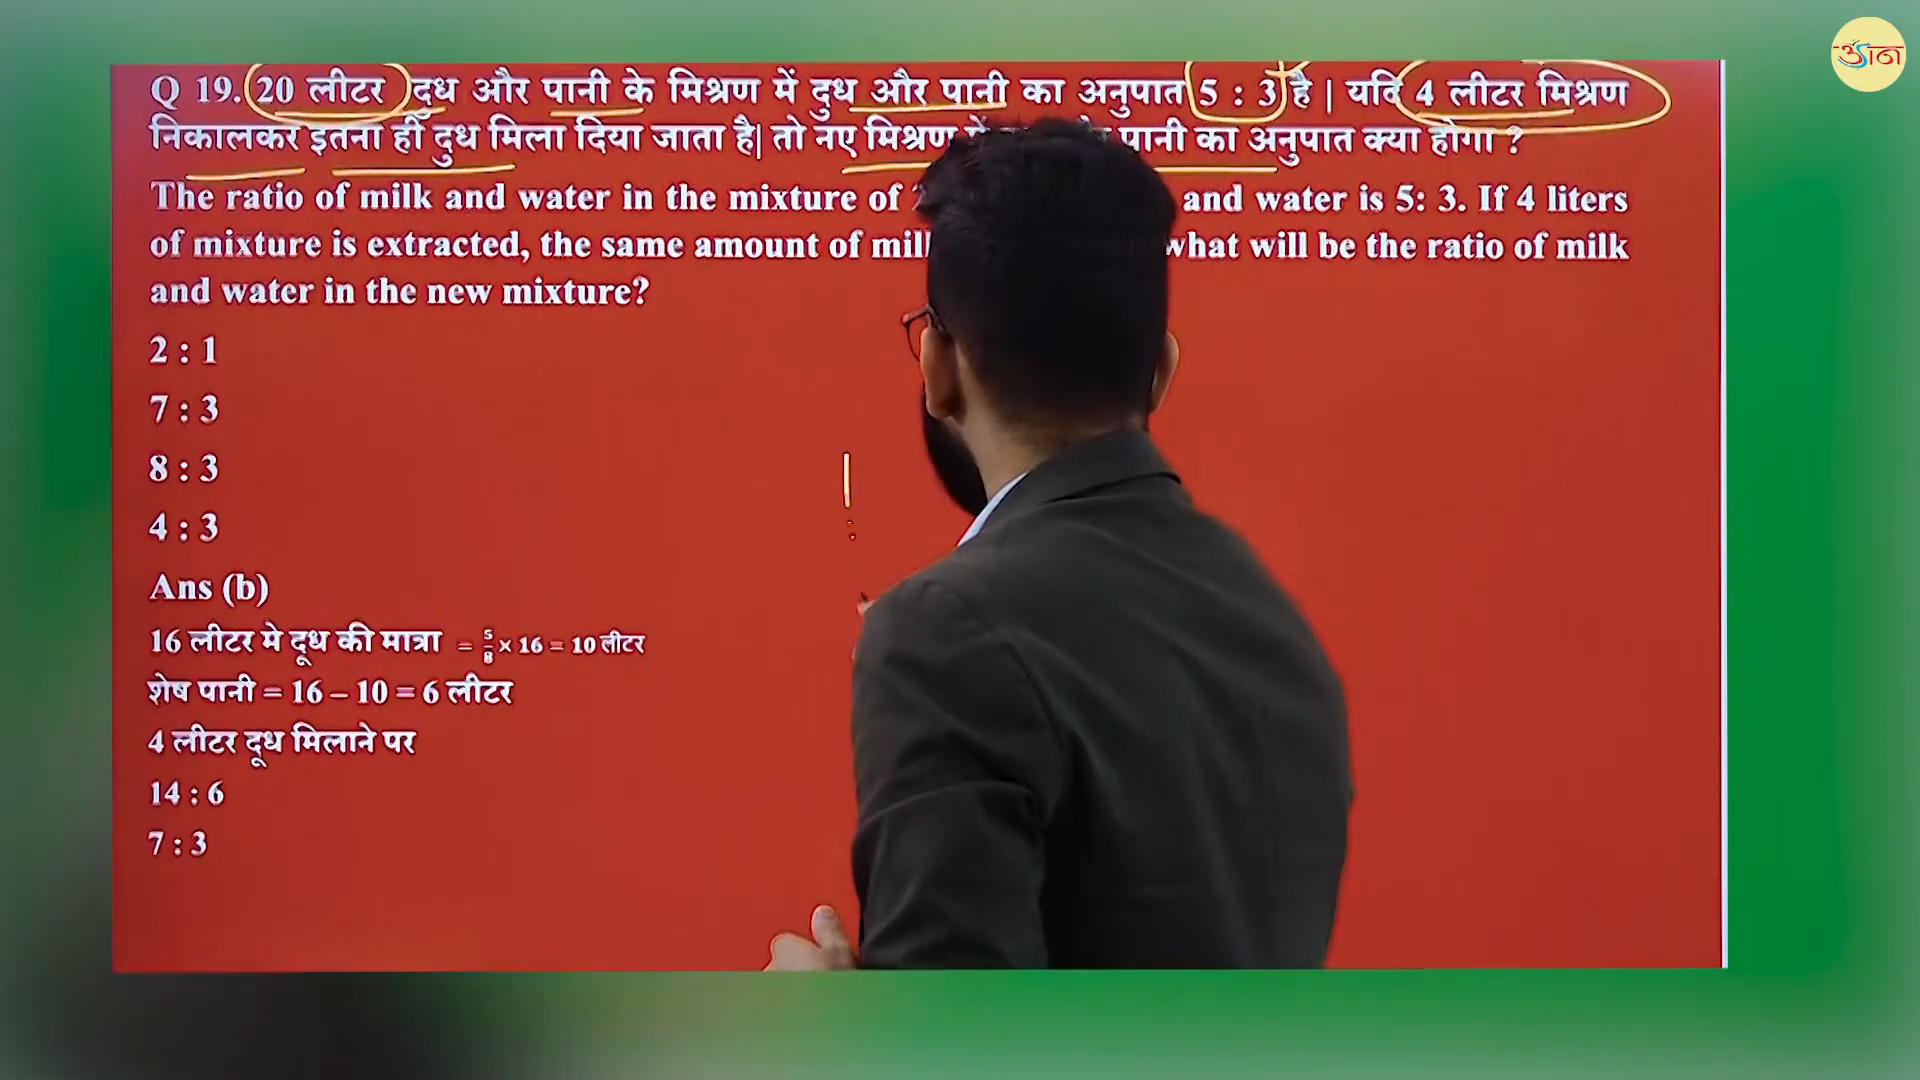 Q 19. 20 लीटर दुध और पानी के मिश्रण में दुध और पानी का अनुपात 5 : 3 है | यदि 4 लीटर मिश्रण
निकालकर इतना ही दुध मिला दिया जाता है| तो नए मिश्रण पानी का अनुपात क्या होगा ?
The ratio of milk and water in the mixture of and water is 5: 3. If 4 liters
of mixture is extracted, the same amount of what will be the ratio of milk
and water in the new mixture?
2 : 1
7 : 3
8 : 3
4 : 3
Ans (b)
16 लीटर मे दूध की मात्रा = 5/8 × 16 = 10 लीटर
शेष पानी = 16 – 10 = 6 लीटर
4 लीटर दूध मिलाने पर
14 : 6
7 : 3